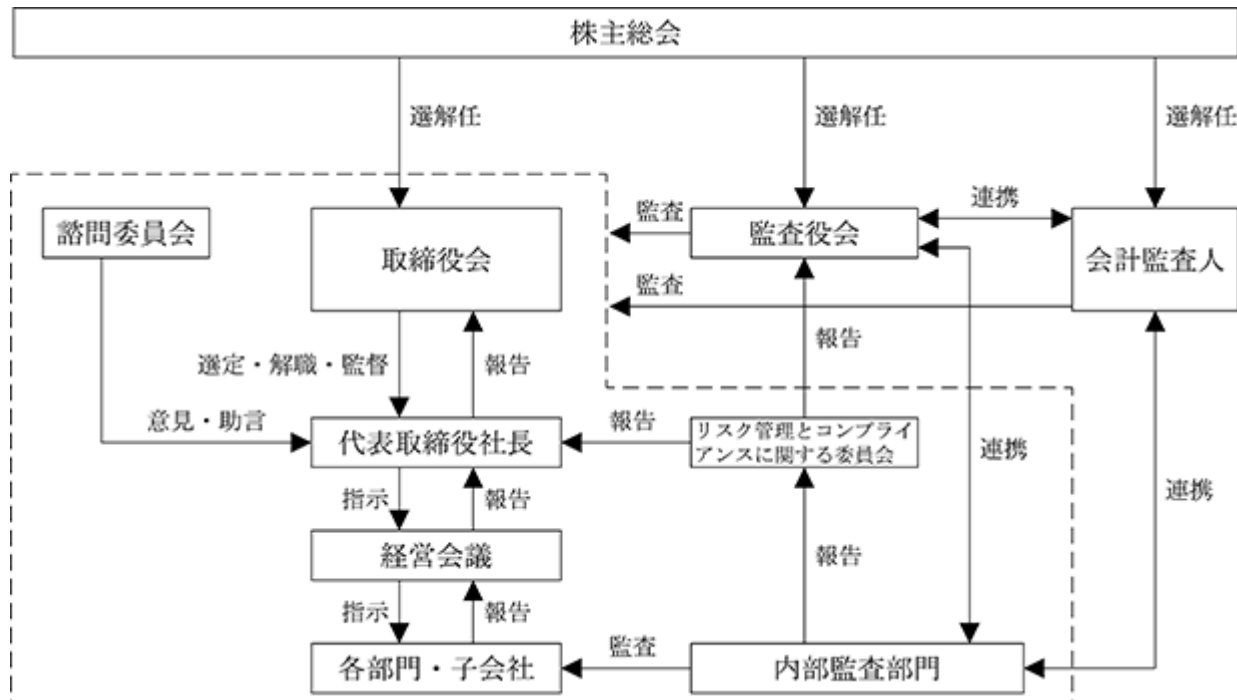 株主総会
選解任
選解任
選解任
諮問委員会
取締役会
監査
監査役会
連携
会計監査人
監査
選定・解職・監督
報告
報告
意見・助言
代表取締役社長
報告
リスク管理とコンプライ
アンスに関する委員会
連携
連携
指示
報告
経営会議
報告
指示
報告
各部門・子会社
監査
内部監査部門